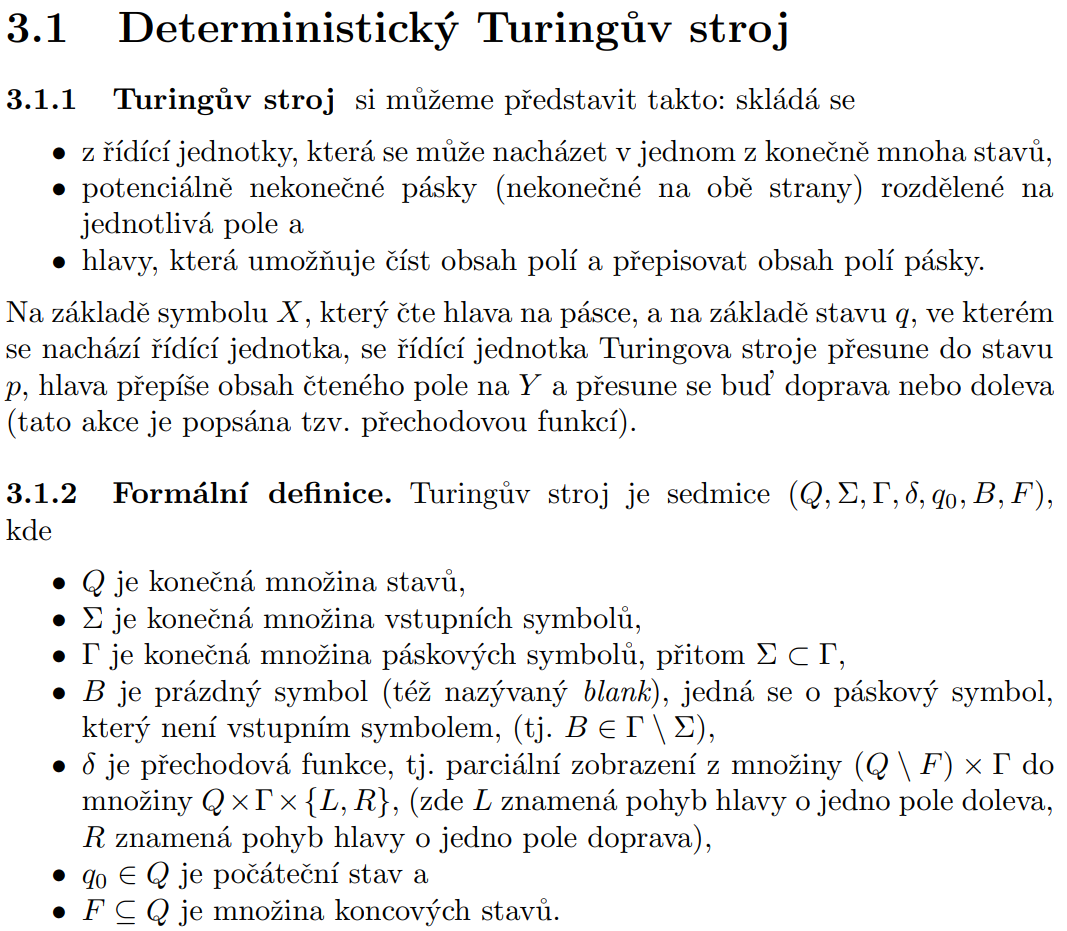 3.1 Deterministický Turingův stroj
3.1.1 Turingův stroj si můžeme představit takto: skládá se
• z řídící jednotky, která se může nacházet v jednom z konečně mnoha stavů,
• potenciálně nekonečné pásky (nekonečné na obě strany) rozdělené na
jednotlivá pole a
• hlavy, která umožňuje číst obsah polí a přepisovat obsah polí pásky.
Na základě symbolu X, který čte hlava na pásce, a na základě stavu q, ve kterém
se nachází řídící jednotka, se řídící jednotka Turingova stroje přesune do stavu
p, hlava přepíše obsah čteného pole na Y a přesune se buď doprava nebo doleva
(tato akce je popsána tzv. přechodovou funkcí).
3.1.2 Formální definice. Turingův stroj je sedmice (Q, Σ, Γ, δ, q₀, B, F),
kde
• Q je konečná množina stavů,
• Σ je konečná množina vstupních symbolů,
• Γ je konečná množina páskových symbolů, přitom Σ ⊂ Γ,
• B je prázdný symbol (též nazývaný blank), jedná se o páskový symbol,
který není vstupním symbolem, (tj. B ∈ Γ \ Σ),
• δ je přechodová funkce, tj. parciální zobrazení z množiny (Q \ F) × Γ do
množiny Q × Γ × {L, R}, (zde L znamená pohyb hlavy o jedno pole doleva,
R znamená pohyb hlavy o jedno pole doprava),
• q₀ ∈ Q je počáteční stav a
• F ⊆ Q je množina koncových stavů.